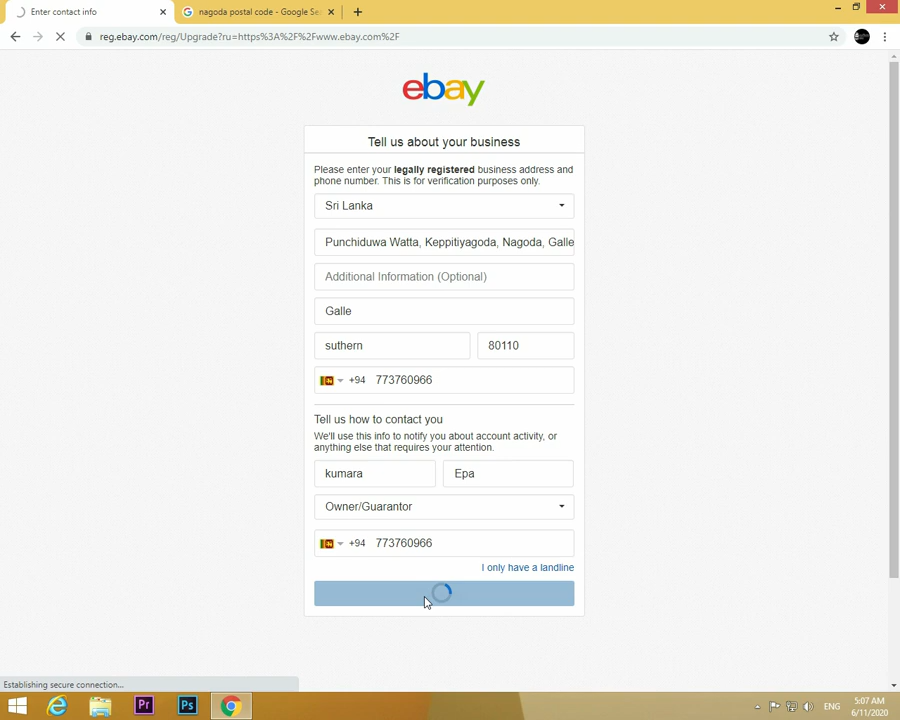 Enter contact info
nagoda postal code - Google Se
reg.ebay.com/reg/Upgrade?ru=https%3A%2F%2Fwww.ebay.com%2F
ebay
Tell us about your business
Please enter your legally registered business address and
phone number. This is for verification purposes only.
Sri Lanka
Punchiduwa Watta, Keppitiyagoda, Nagoda, Galle
Additional Information (Optional)
Galle
suthern 80110
+94 773760966
Tell us how to contact you
We'll use this info to notify you about account activity, or
anything else that requires your attention.
kumara Epa
Owner/Guarantor
+94 773760966
I only have a landline
Establishing secure connection...
Pr Ps ENG 5:07 AM
6/11/2020